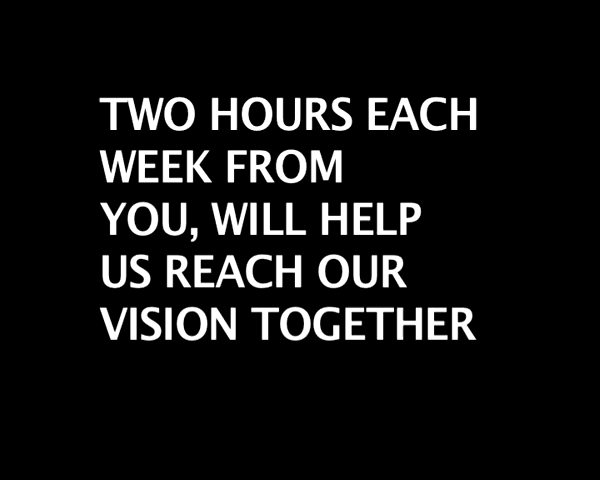 TWO HOURS EACH
WEEK FROM
YOU, WILL HELP
US REACH OUR
VISION TOGETHER